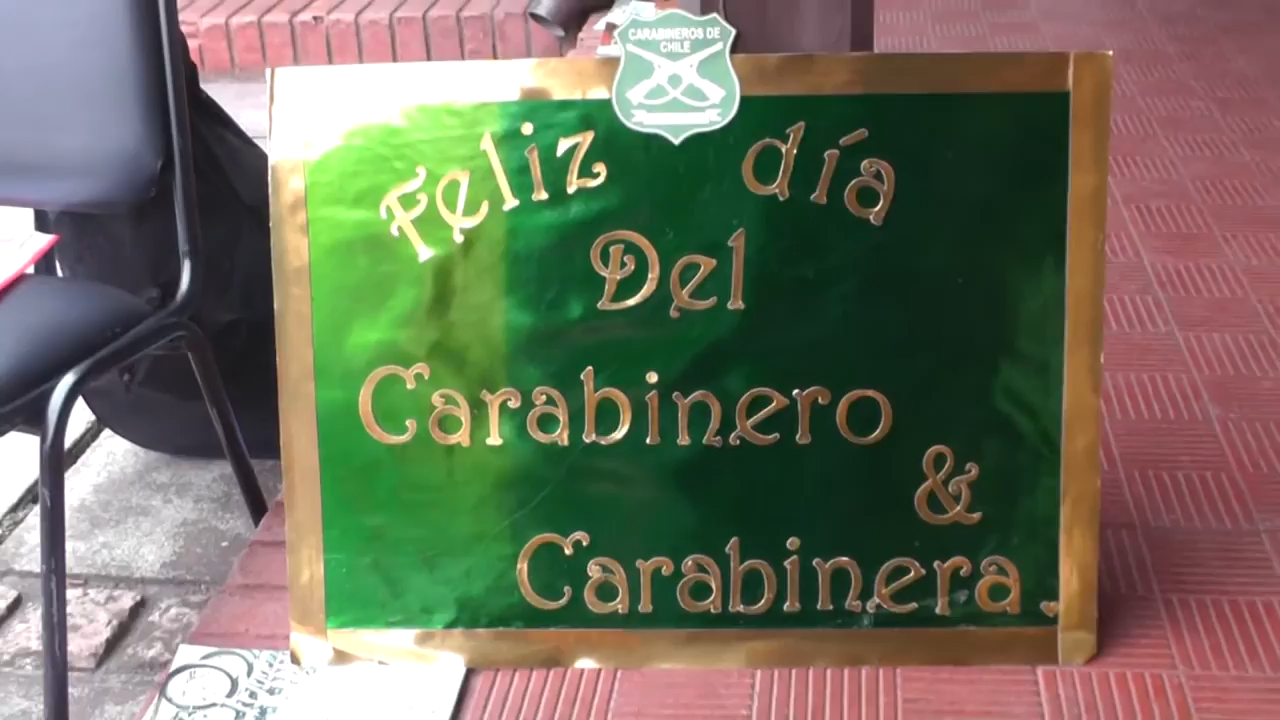 CARABINEROS DE
CHILE
Feliz día
Del
Carabinero
&
Carabinera.